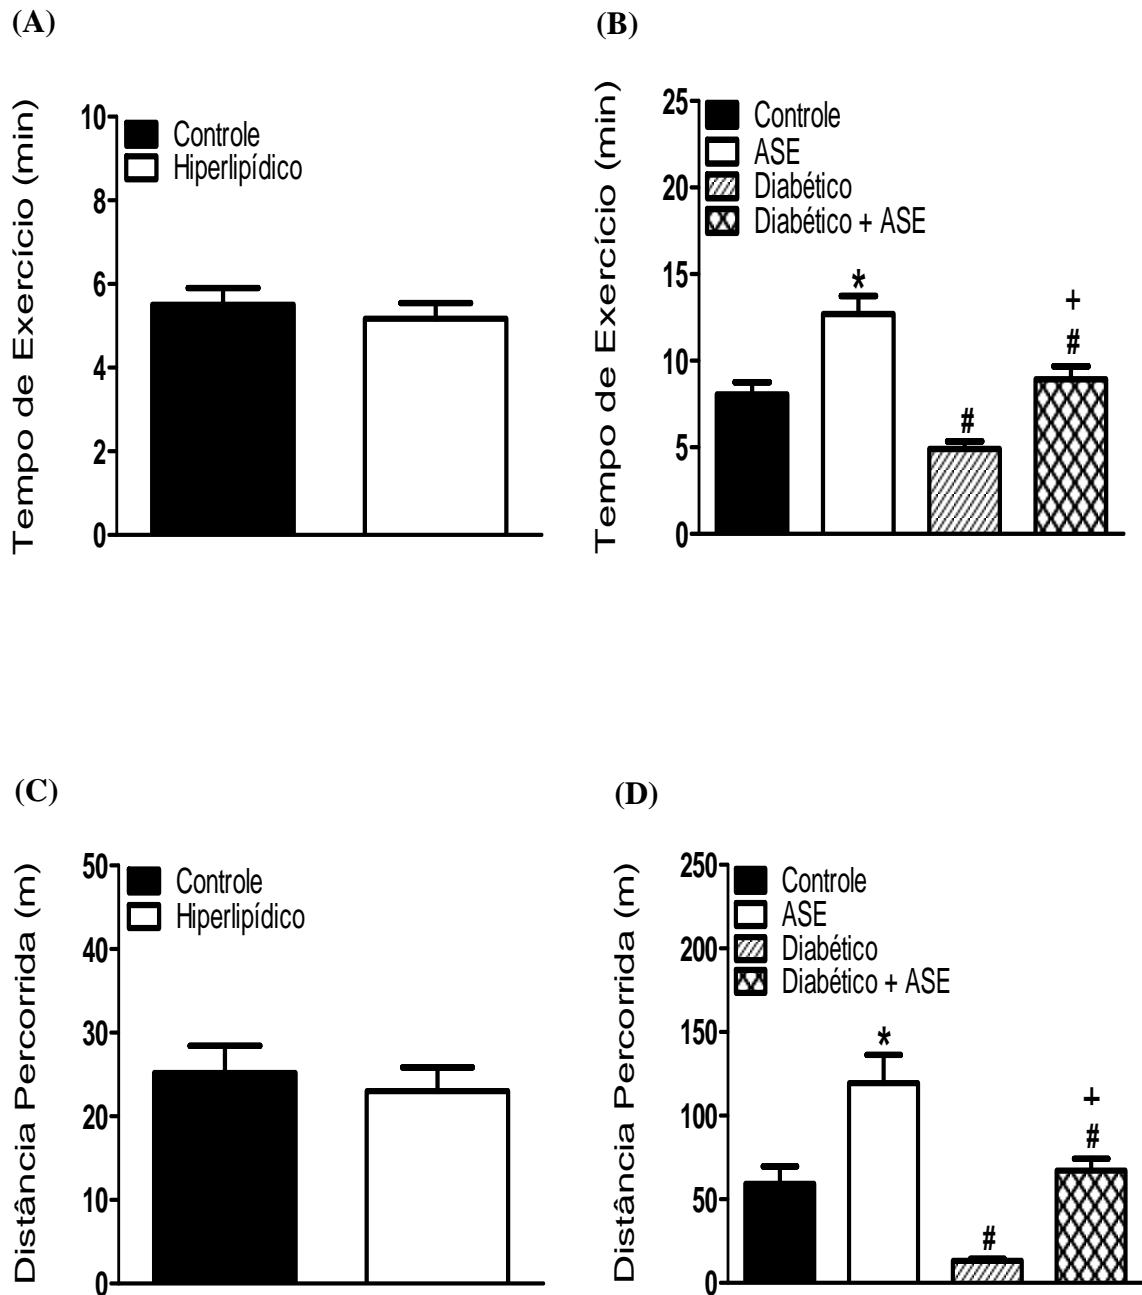 (A)
Tempo de Exercício (min)
10
8
6
4
2
0
Controle
Hiperlipídico
(B)
Tempo de Exercício (min)
25
20
15
10
5
0
Controle
ASE
Diabético
Diabético + ASE
*
#
+
#
(C)
Distância Percorrida (m)
50
40
30
20
10
0
Controle
Hiperlipídico
(D)
Distância Percorrida (m)
250
200
150
100
50
0
Controle
ASE
Diabético
Diabético + ASE
*
#
+
#